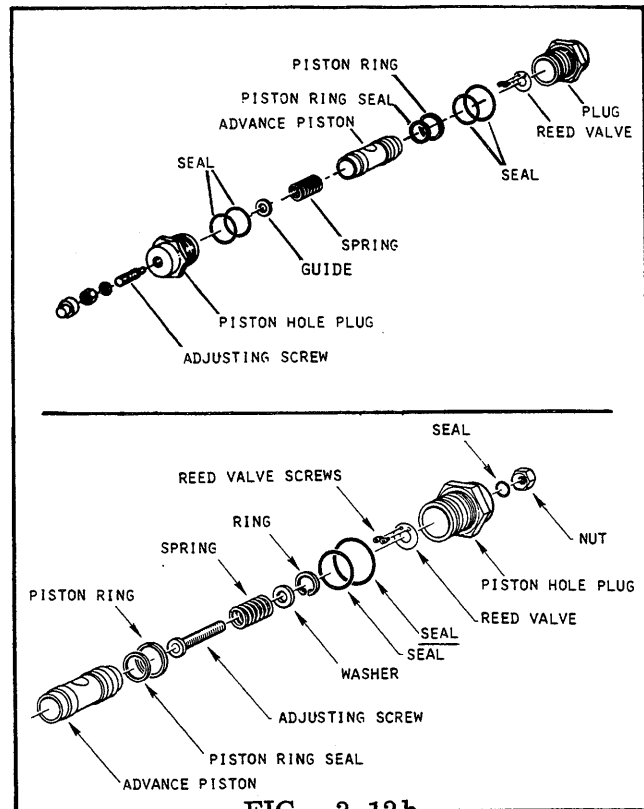 PISTON RING
PISTON RING SEAL
ADVANCE PISTON
PLUG
REED VALVE
SEAL
SEAL
SPRING
GUIDE
PISTON HOLE PLUG
ADJUSTING SCREW
SEAL
REED VALVE SCREWS
RING
NUT
SPRING
PISTON HOLE PLUG
PISTON RING
REED VALVE
SEAL
SEAL
WASHER
ADJUSTING SCREW
PISTON RING SEAL
ADVANCE PISTON